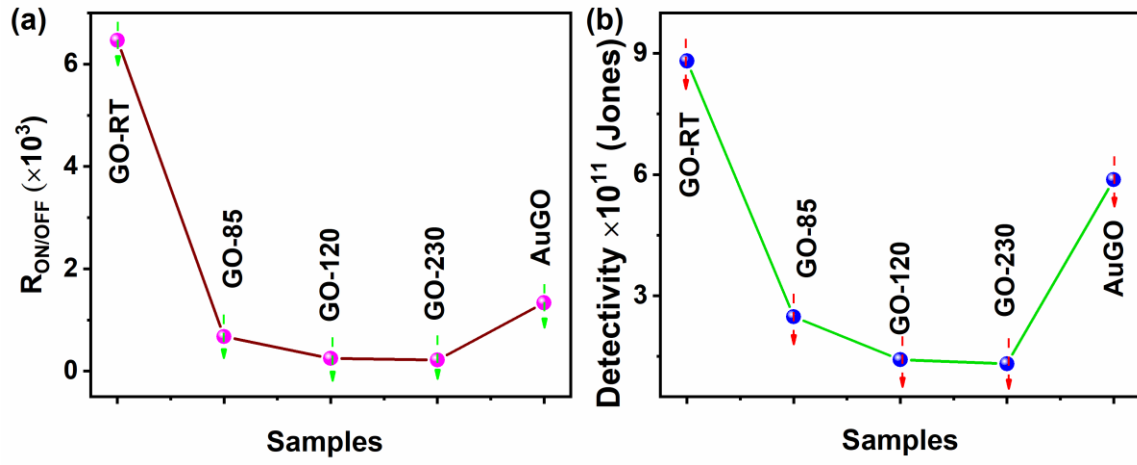 (a)
R_ON/OFF (×10³)
6
4
2
0
GO-RT
GO-85
GO-120
GO-230
AuGO
Samples
(b)
Detectivity ×10¹¹ (Jones)
9
6
3
GO-RT
GO-85
GO-120
GO-230
AuGO
Samples